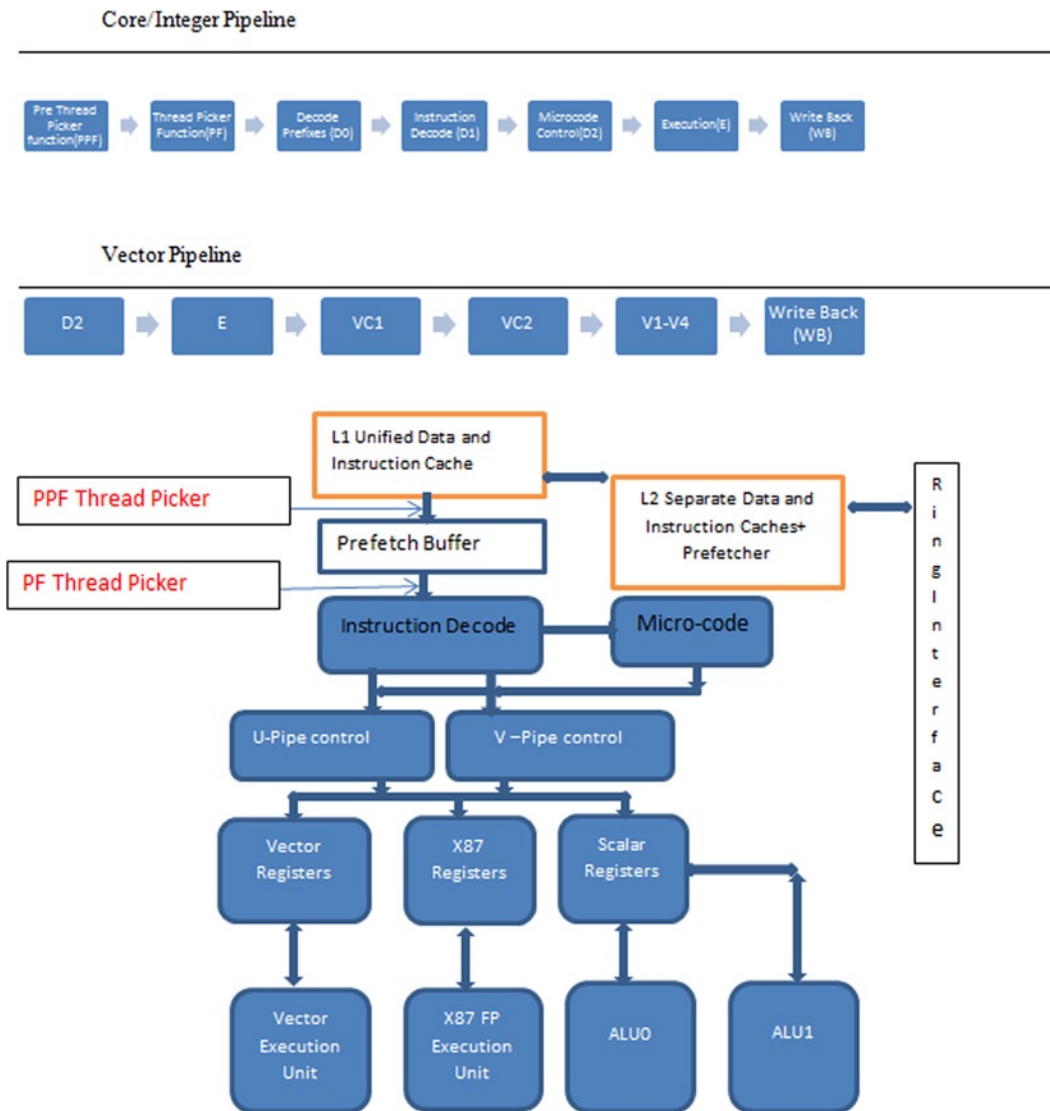 Core/Integer Pipeline
Pre Thread
Picker
function(PPF)
Thread Picker
Function(PF)
Decode
Prefixes (D0)
Instruction
Decode (D1)
Microcode
Control(D2)
Execution(E)
Write Back
(WB)
Vector Pipeline
D2
E
VC1
VC2
V1-V4
Write Back
(WB)
L1 Unified Data and
Instruction Cache
PPF Thread Picker
L2 Separate Data and
Instruction Caches+
Prefetcher
Prefetch Buffer
PF Thread Picker
Instruction Decode
Micro-code
R
i
n
g
I
n
t
e
r
f
a
c
e
U-Pipe control
V –Pipe control
Vector
Registers
X87
Registers
Scalar
Registers
Vector
Execution
Unit
X87 FP
Execution
Unit
ALU0
ALU1